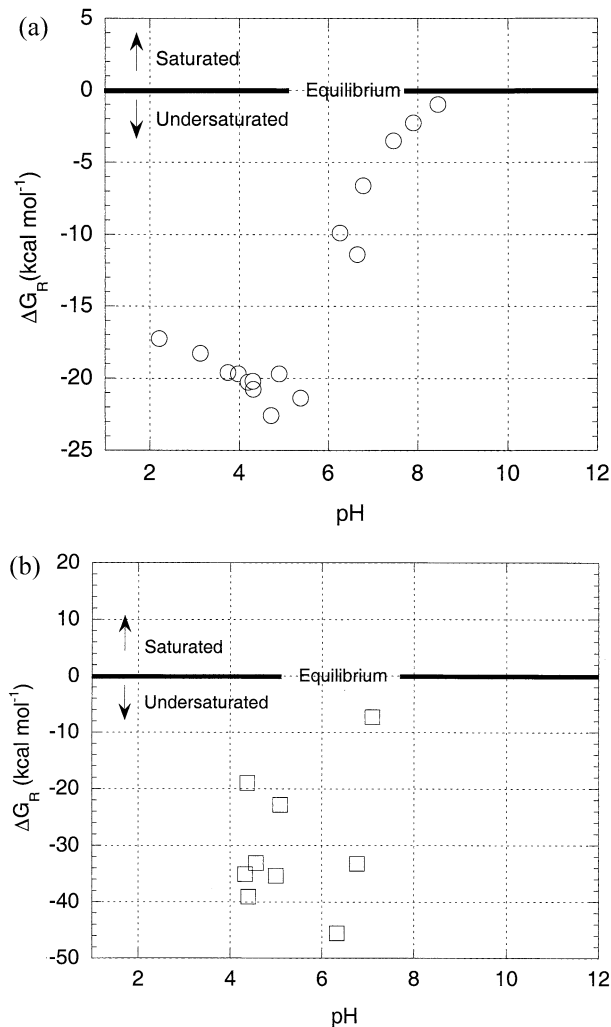 (a)
5
Saturated
0
Equilibrium
Undersaturated
-5
-10
-15
-20
-25
ΔG_R (kcal mol⁻¹)
2 4 6 8 10 12
pH
(b)
20
10
Saturated
0
Equilibrium
Undersaturated
-10
-20
-30
-40
-50
ΔG_R (kcal mol⁻¹)
2 4 6 8 10 12
pH